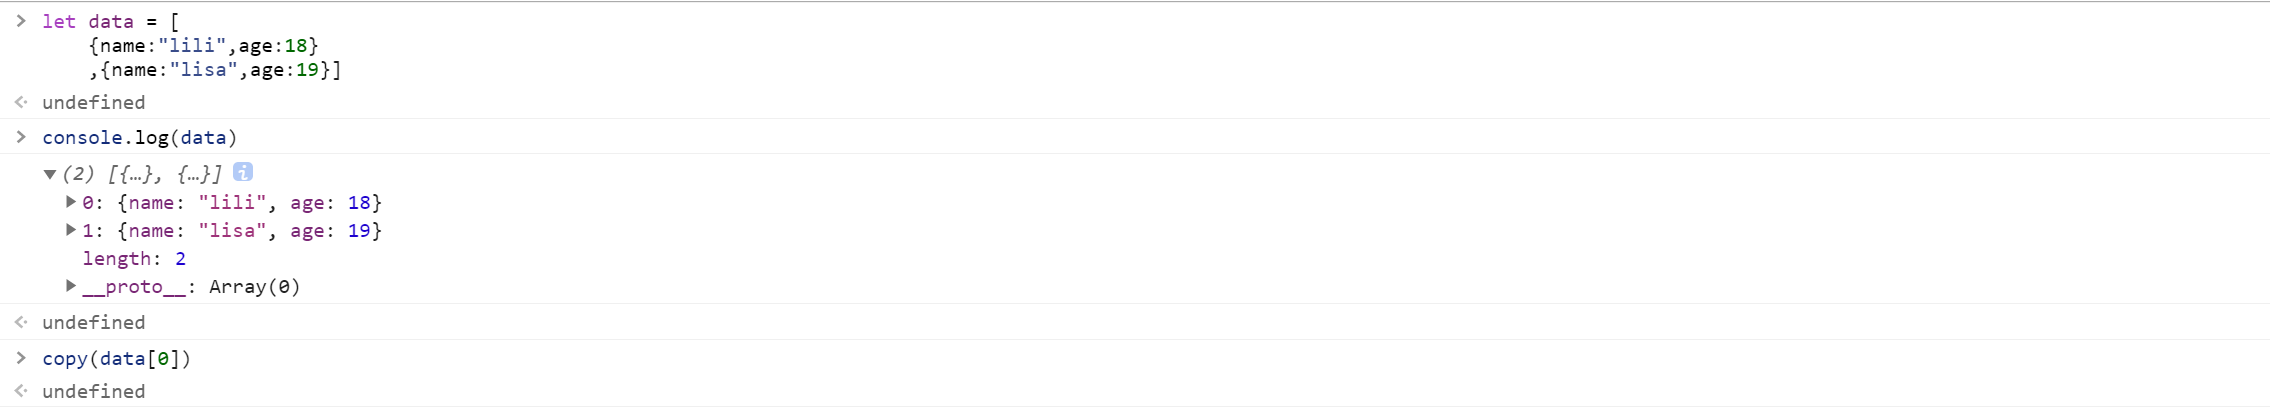 > let data = [
{name:"lili",age:18}
,{name:"lisa",age:19}]
undefined
> console.log(data)
(2) [{…}, {…}] i
0: {name: "lili", age: 18}
1: {name: "lisa", age: 19}
length: 2
__proto__: Array(0)
undefined
> copy(data[0])
undefined